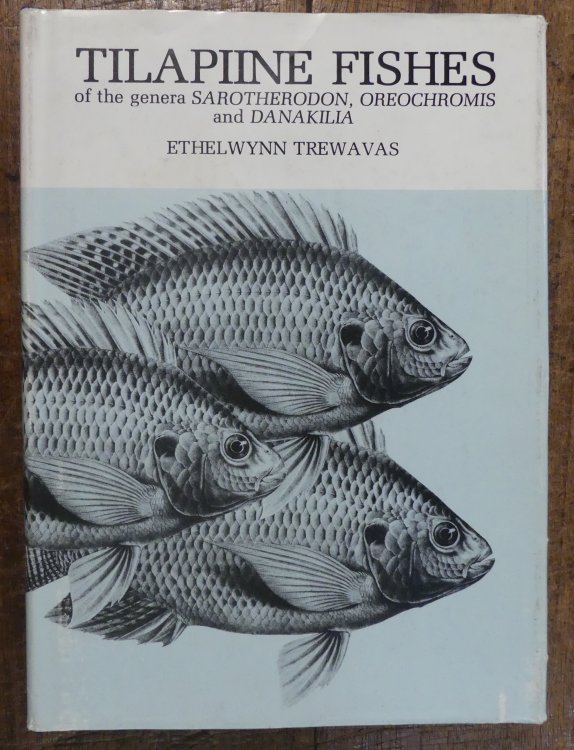 TILAPIINE FISHES
of the genera SAROTHERODON, OREOCHROMIS
and DANAKILIA
ETHELWYNN TREWAVAS